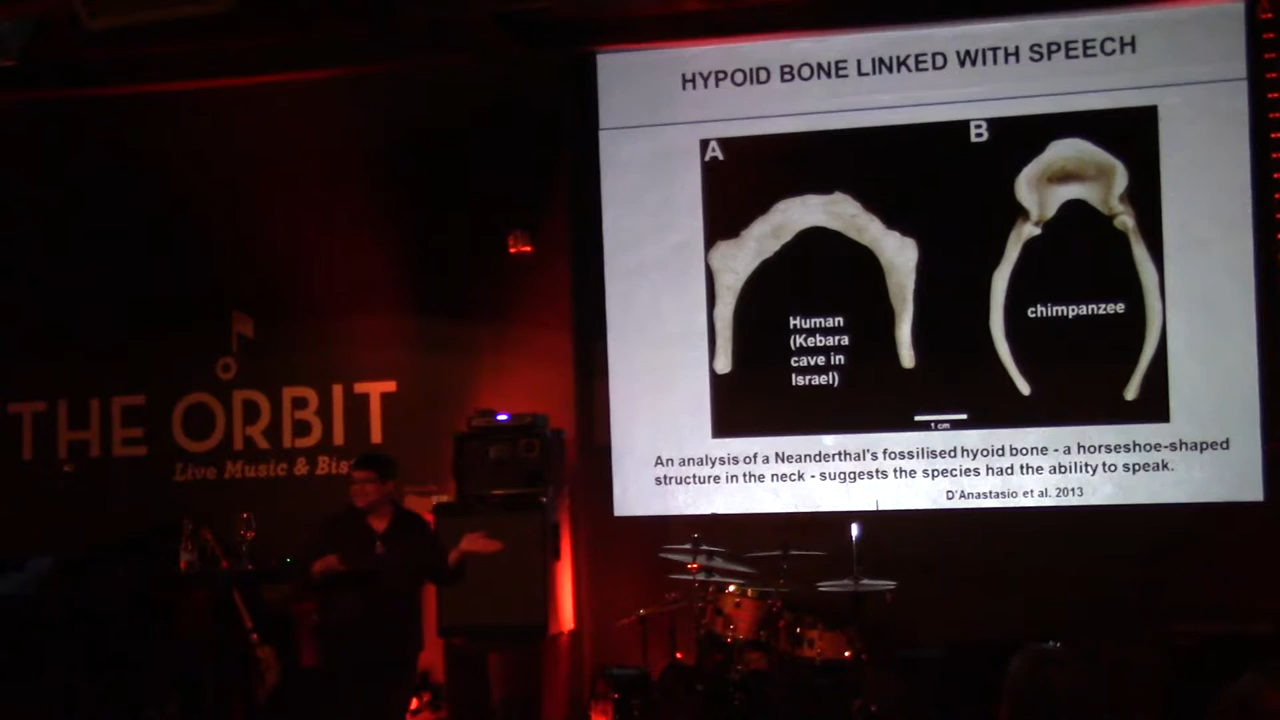 HYPOID BONE LINKED WITH SPEECH
A
B
Human
(Kebara
cave in
Israel)
chimpanzee
1 cm
An analysis of a Neanderthal's fossilised hyoid bone - a horseshoe-shaped
structure in the neck - suggests the species had the ability to speak.
D'Anastasio et al. 2013
THE ORBIT
Live Music & Bis